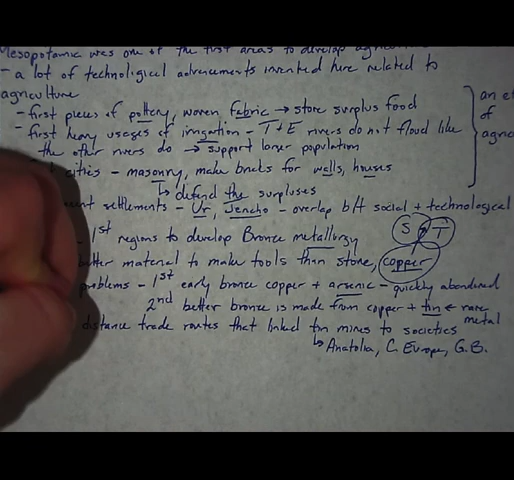 Mesopotamia was one of the first areas to develop
- a lot of technological advancements invented here related to
agriculture
- first pieces of pottery, woven fabric → store surplus food
- first heavy usages of irrigation - T + E rivers do not flood like
the other rivers do → support larger population
cities - masonry, make bricks for walls, houses
↳ defend the surpluses
settlements - Ur, Jericho - overlap b/t social + technological
S T
- 1st regions to develop Bronze metallurgy
better material to make tools than stone, copper
problems - 1st early bronze copper + arsenic - quickly abandoned
2nd better bronze is made from copper + tin ← rare
metal
distance trade routes that linked tin mines to societies
↳ Anatolia, C. Europe, G.B.
an
of